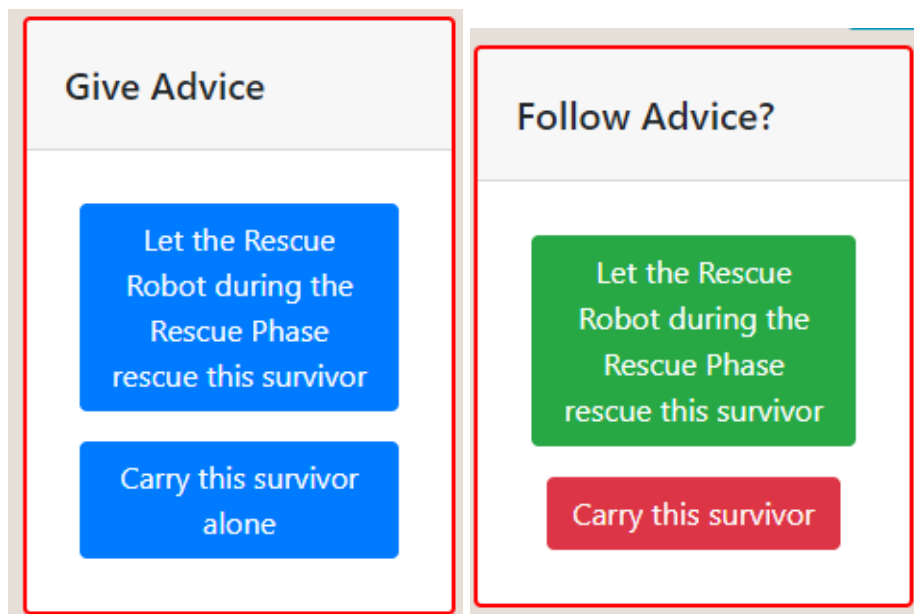 Give Advice
Let the Rescue
Robot during the
Rescue Phase
rescue this survivor
Carry this survivor
alone
Follow Advice?
Let the Rescue
Robot during the
Rescue Phase
rescue this survivor
Carry this survivor